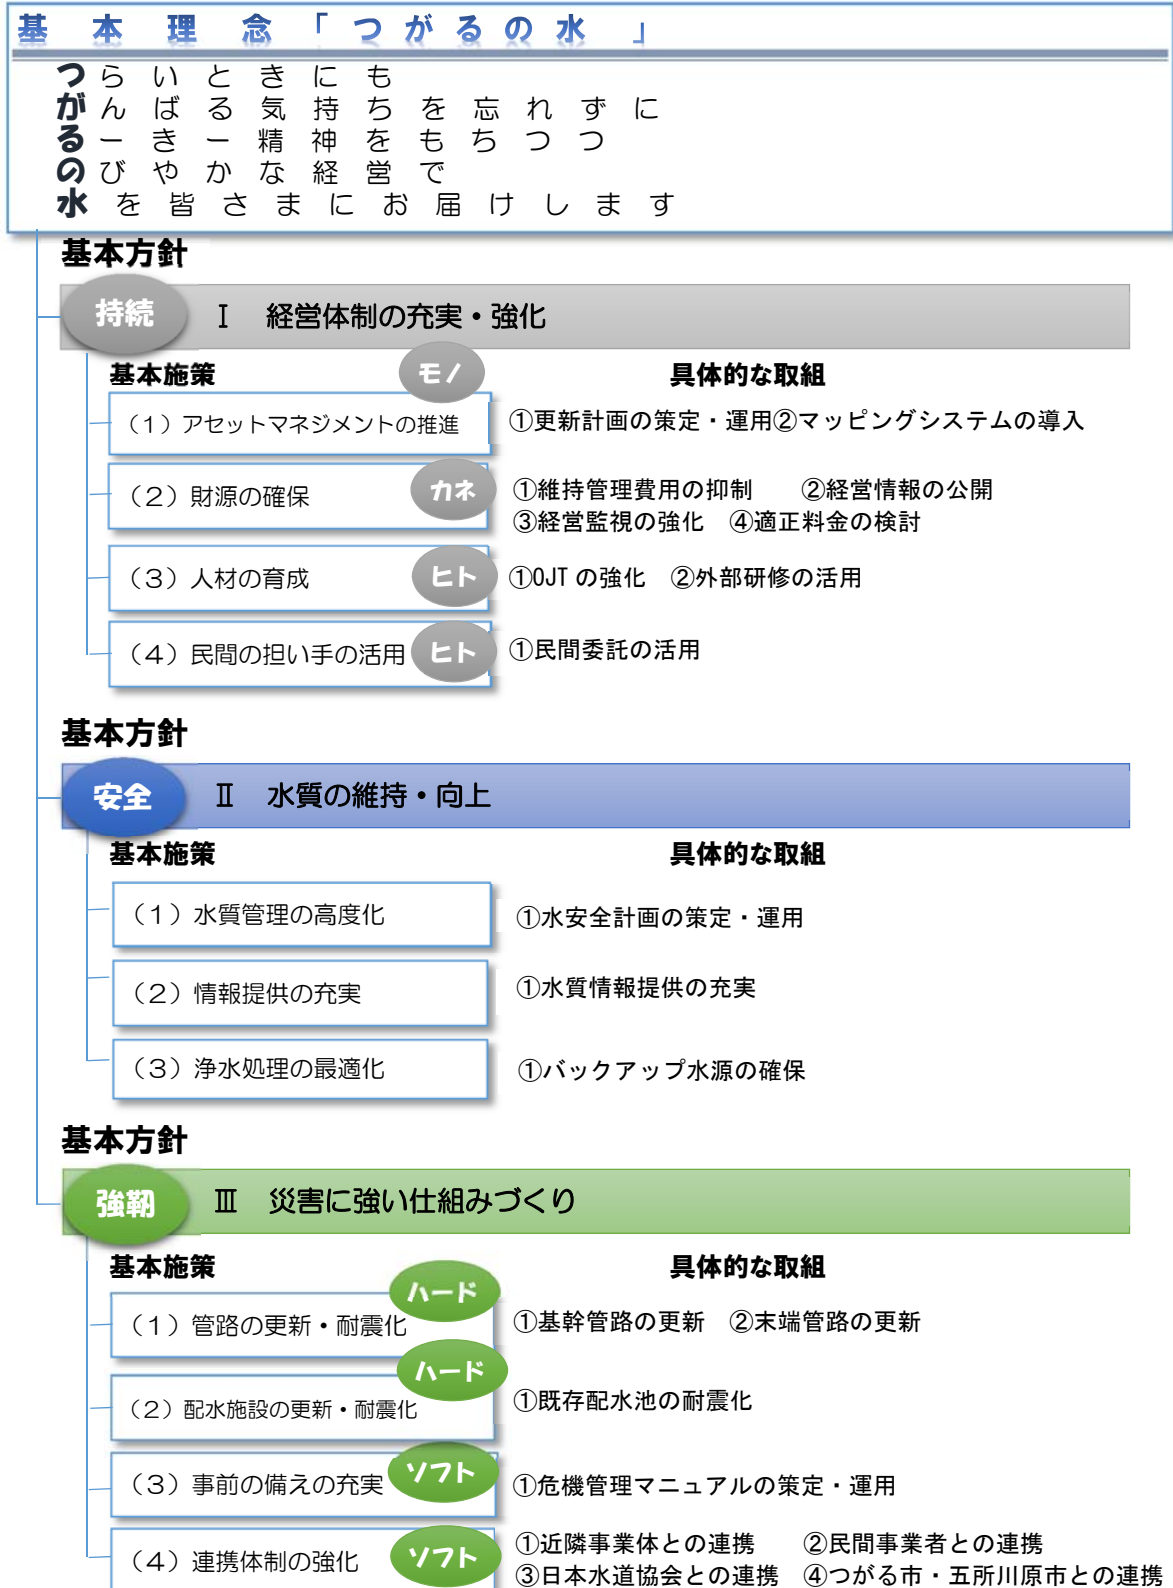 基本理念「つがるの水」
つらいときにも
がんばる気持ちを忘れずに
るーきー精神をもちつつ
のびやかな経営で
水を皆さまにお届けします
基本方針
持続 Ⅰ 経営体制の充実・強化
基本施策 具体的な取組
モノ
（１）アセットマネジメントの推進 ①更新計画の策定・運用②マッピングシステムの導入
（２）財源の確保 カネ ①維持管理費用の抑制 ②経営情報の公開
③経営監視の強化 ④適正料金の検討
（３）人材の育成 ヒト ①OJT の強化 ②外部研修の活用
（４）民間の担い手の活用 ヒト ①民間委託の活用
基本方針
安全 Ⅱ 水質の維持・向上
基本施策 具体的な取組
（１）水質管理の高度化 ①水安全計画の策定・運用
（２）情報提供の充実 ①水質情報提供の充実
（３）浄水処理の最適化 ①バックアップ水源の確保
基本方針
強靭 Ⅲ 災害に強い仕組みづくり
基本施策 具体的な取組
ハード
（１）管路の更新・耐震化 ①基幹管路の更新 ②末端管路の更新
ハード
（２）配水施設の更新・耐震化 ①既存配水池の耐震化
（３）事前の備えの充実 ソフト ①危機管理マニュアルの策定・運用
（４）連携体制の強化 ソフト ①近隣事業体との連携 ②民間事業者との連携
③日本水道協会との連携 ④つがる市・五所川原市との連携